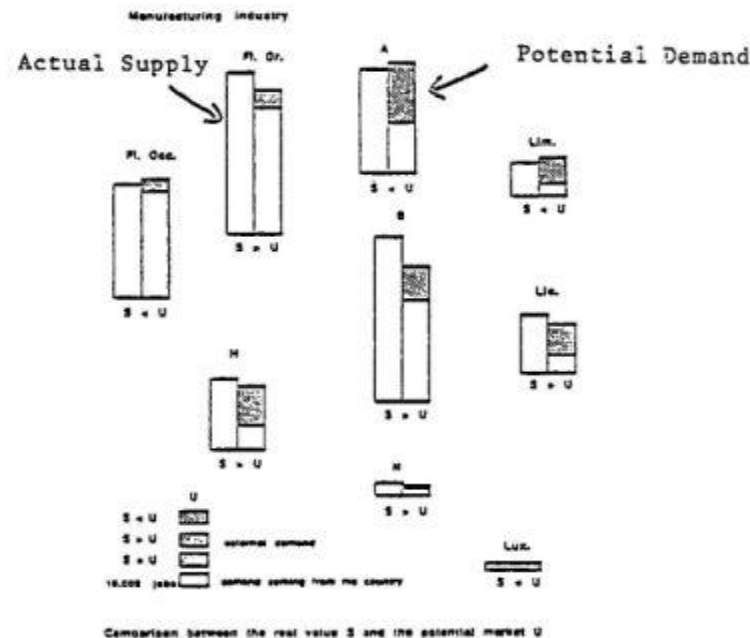 Manufacturing industry
Actual Supply
Fl. Or.
A
Potential Demand
Fl. Occ.
Lim.
S < U
S < U
S > U
B
S < U
Lie.
H
S > U
S > U
S > U
N
S > U
U
S < U
S > U external demand
S > U
10,000 jobs demand coming from the country
Lux.
S < U
Comparison between the real value S and the potential market U